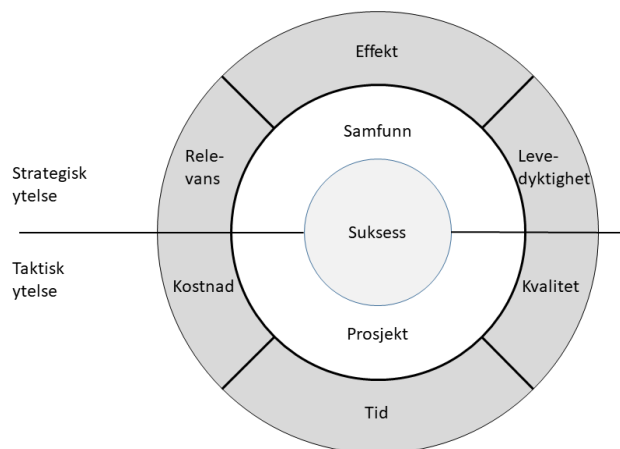 Effekt
Samfunn
Rele-
vans
Leve-
dyktighet
Strategisk
ytelse
Suksess
Taktisk
ytelse
Kostnad
Kvalitet
Prosjekt
Tid